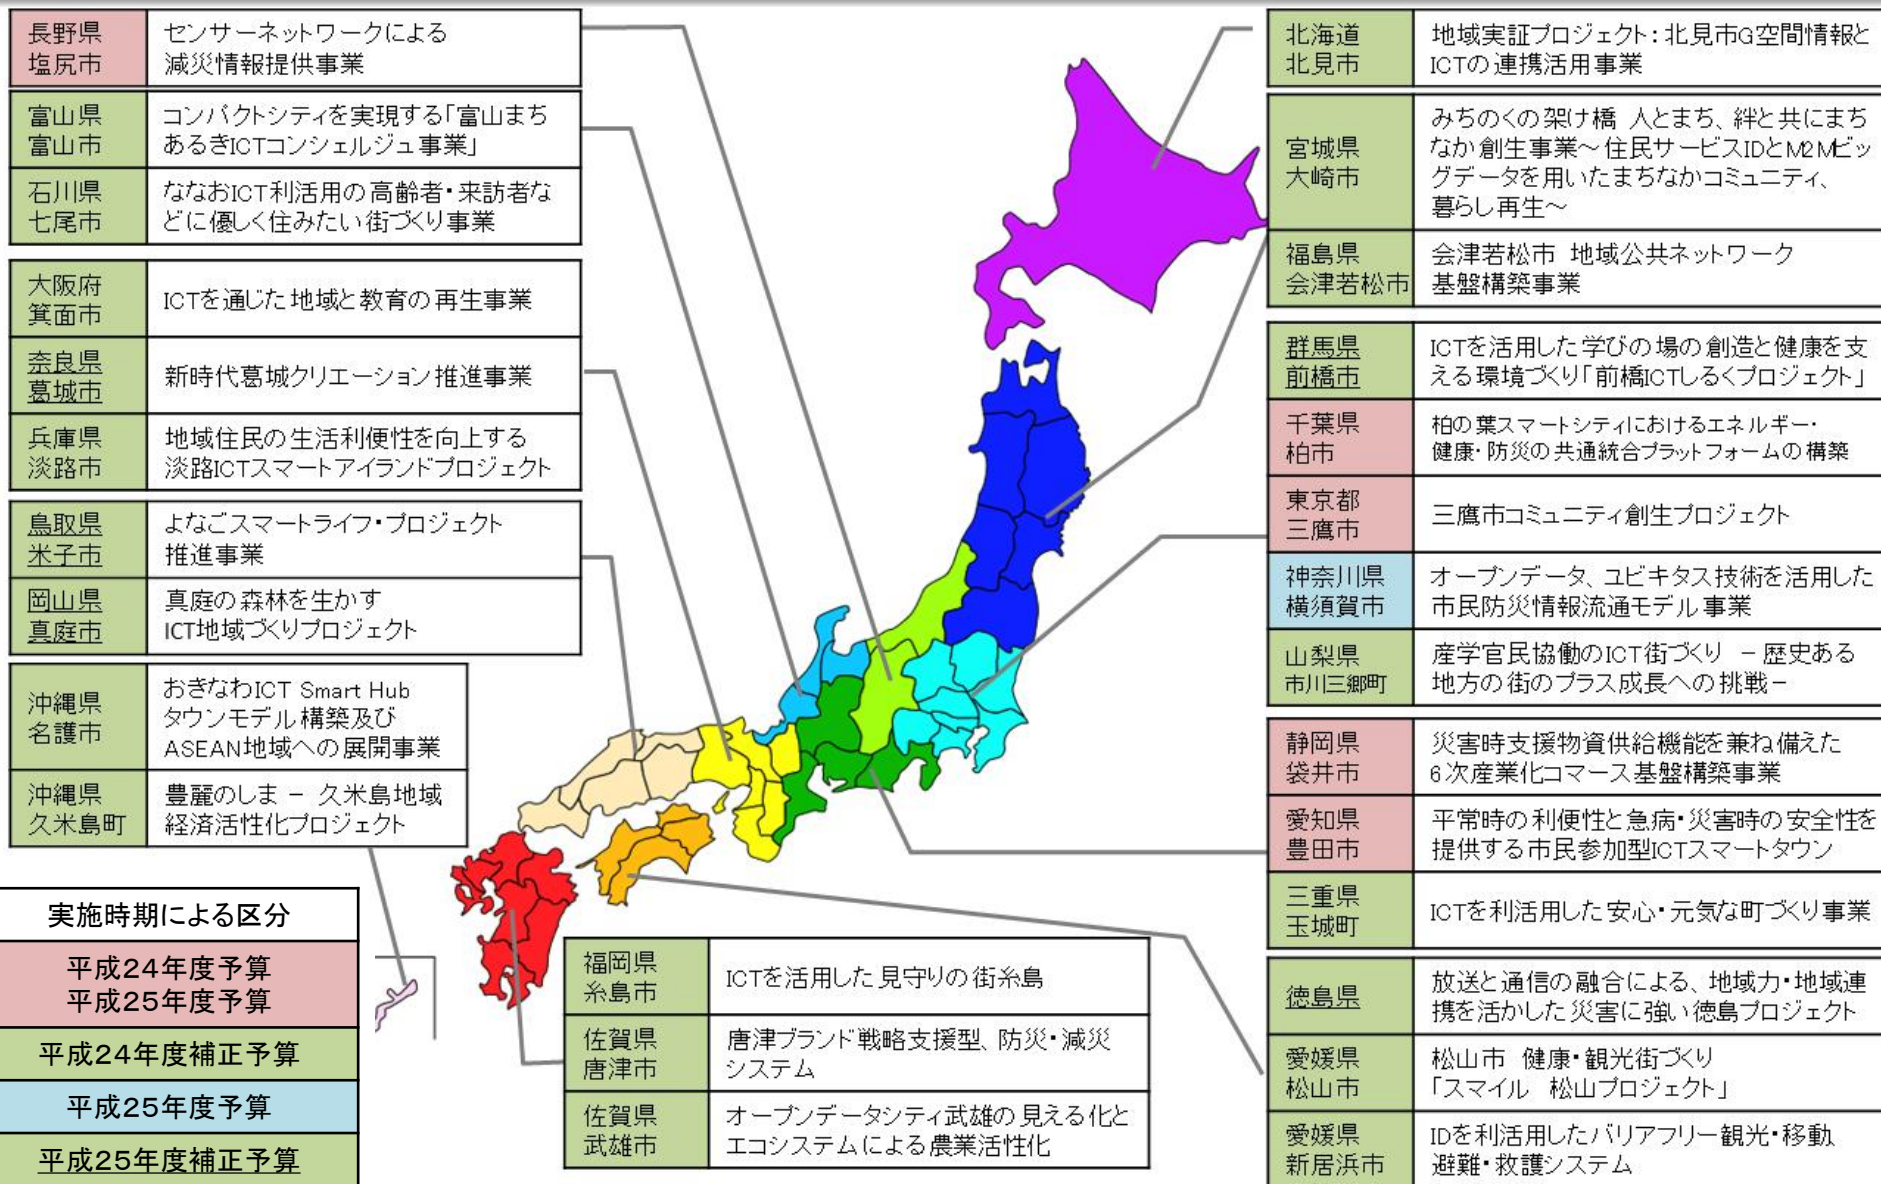 長野県
塩尻市
センサーネットワークによる
減災情報提供事業
富山県
富山市
コンパクトシティを実現する「富山まち
あるきICTコンシェルジュ事業」
石川県
七尾市
ななおICT利活用の高齢者・来訪者な
どに優しく住みたい街づくり事業
大阪府
箕面市
ICTを通じた地域と教育の再生事業
奈良県
葛城市
新時代葛城クリエーション推進事業
兵庫県
淡路市
地域住民の生活利便性を向上する
淡路ICTスマートアイランドプロジェクト
鳥取県
米子市
よなごスマートライフ・プロジェクト
推進事業
岡山県
真庭市
真庭の森林を生かす
ICT地域づくりプロジェクト
沖縄県
名護市
おきなわICT Smart Hub
タウンモデル構築及び
ASEAN地域への展開事業
沖縄県
久米島町
豊麗のしま － 久米島地域
経済活性化プロジェクト
実施時期による区分
平成24年度予算
平成25年度予算
平成24年度補正予算
平成25年度予算
平成25年度補正予算
福岡県
糸島市
ICTを活用した見守りの街糸島
佐賀県
唐津市
唐津ブランド戦略支援型、防災・減災
システム
佐賀県
武雄市
オープンデータシティ武雄の見える化と
エコシステムによる農業活性化
北海道
北見市
地域実証プロジェクト：北見市G空間情報と
ICTの連携活用事業
宮城県
大崎市
みちのくの架け橋 人とまち、絆と共にまち
なか創生事業～住民サービスIDとM2Mビッ
グデータを用いたまちなかコミュニティ、
暮らし再生～
福島県
会津若松市
会津若松市 地域公共ネットワーク
基盤構築事業
群馬県
前橋市
ICTを活用した学びの場の創造と健康を支
える環境づくり「前橋ICTしるくプロジェクト」
千葉県
柏市
柏の葉スマートシティにおけるエネルギー・
健康・防災の共通統合プラットフォームの構築
東京都
三鷹市
三鷹市コミュニティ創生プロジェクト
神奈川県
横須賀市
オープンデータ、ユビキタス技術を活用した
市民防災情報流通モデル事業
山梨県
市川三郷町
産学官民協働のICT街づくり －歴史ある
地方の街のプラス成長への挑戦－
静岡県
袋井市
災害時支援物資供給機能を兼ね備えた
6次産業化コマース基盤構築事業
愛知県
豊田市
平常時の利便性と急病・災害時の安全性を
提供する市民参加型ICTスマートタウン
三重県
玉城町
ICTを利活用した安心・元気な町づくり事業
徳島県
放送と通信の融合による、地域力・地域連
携を活かした災害に強い徳島プロジェクト
愛媛県
松山市
松山市 健康・観光街づくり
「スマイル 松山プロジェクト」
愛媛県
新居浜市
IDを利活用したバリアフリー観光・移動
避難・救護システム